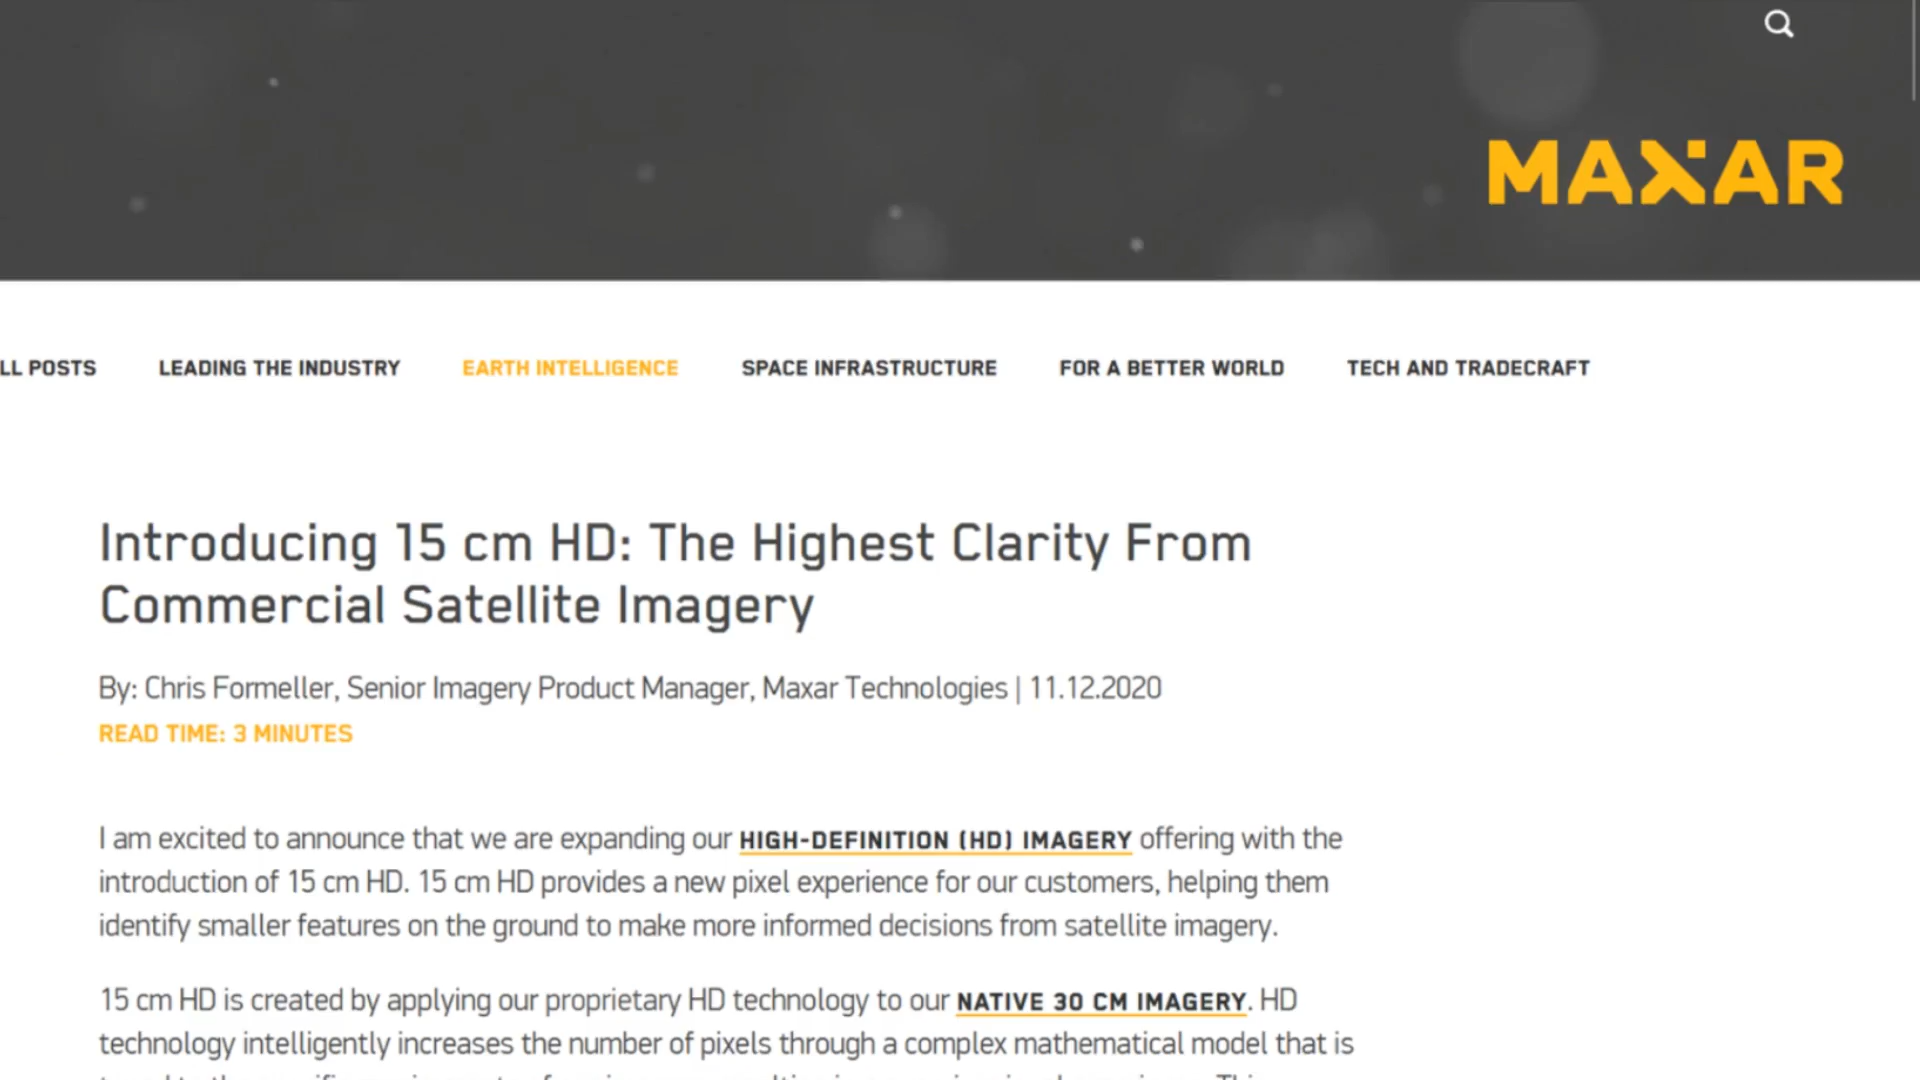 MAXAR
LL POSTS LEADING THE INDUSTRY EARTH INTELLIGENCE SPACE INFRASTRUCTURE FOR A BETTER WORLD TECH AND TRADECRAFT
Introducing 15 cm HD: The Highest Clarity From
Commercial Satellite Imagery
By: Chris Formeller, Senior Imagery Product Manager, Maxar Technologies | 11.12.2020
READ TIME: 3 MINUTES
I am excited to announce that we are expanding our HIGH-DEFINITION (HD) IMAGERY offering with the
introduction of 15 cm HD. 15 cm HD provides a new pixel experience for our customers, helping them
identify smaller features on the ground to make more informed decisions from satellite imagery.
15 cm HD is created by applying our proprietary HD technology to our NATIVE 30 CM IMAGERY. HD
technology intelligently increases the number of pixels through a complex mathematical model that is